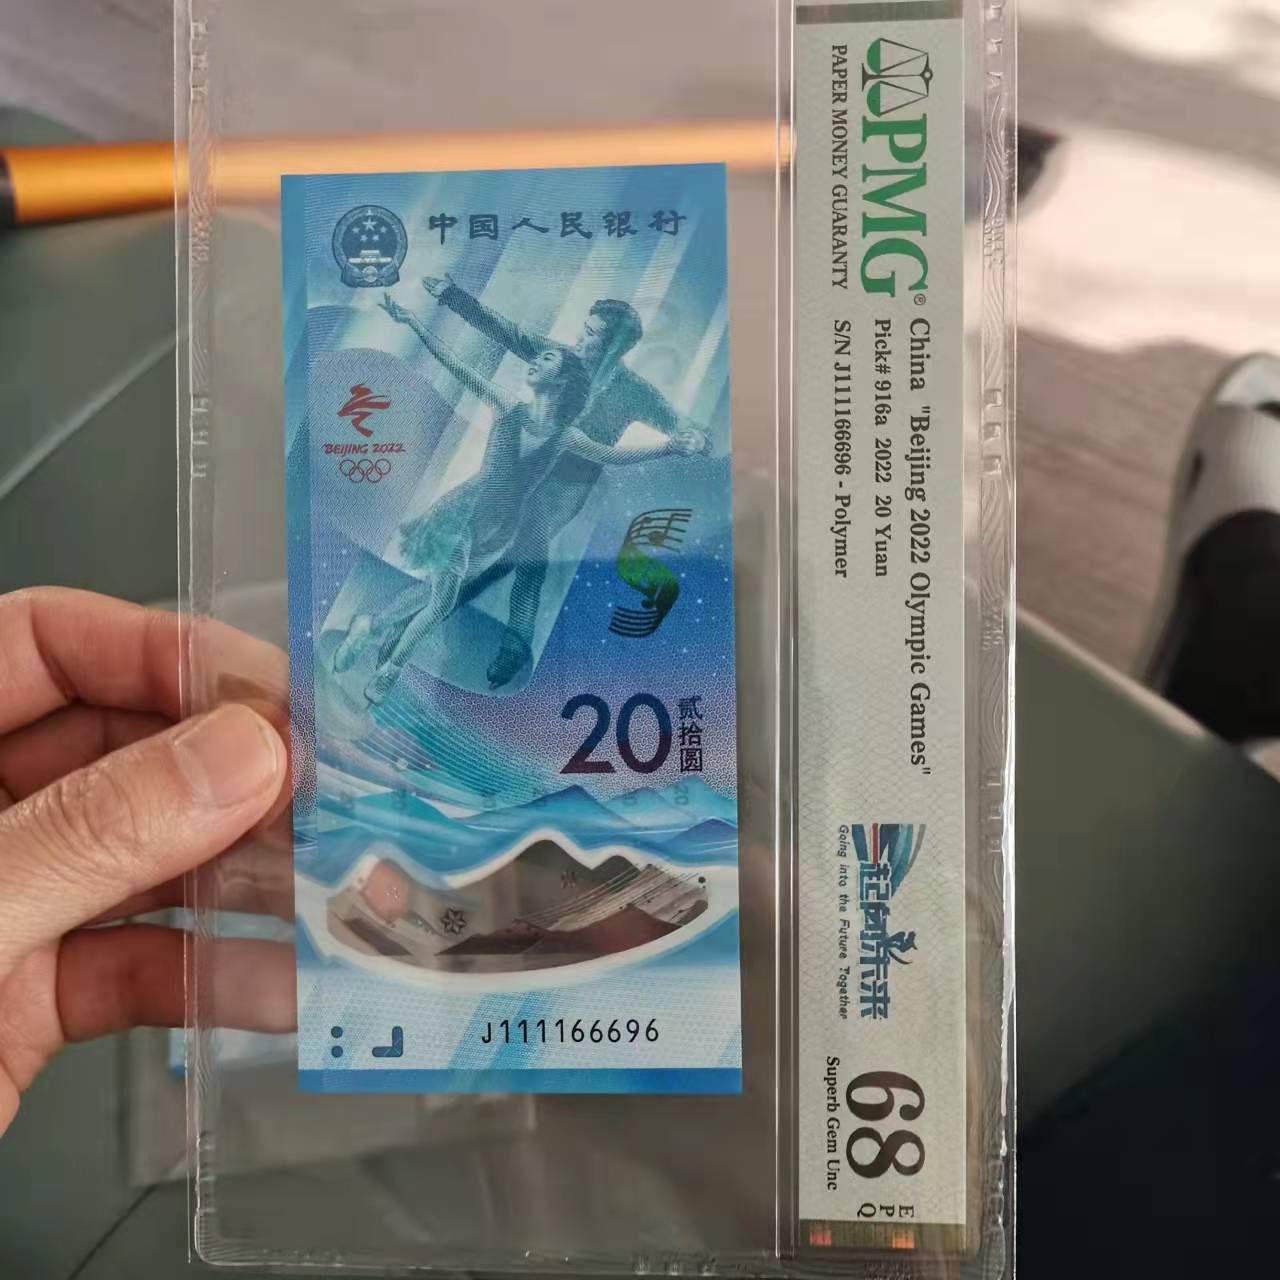 中国人民银行
BEIJING 2022
20
贰拾圆
J111166696
PMG®
PAPER MONEY GUARANTY
China "Beijing 2022 Olympic Games"
Pick# 916a 2022 20 Yuan
S/N J111166696 - Polymer
一起向未来
Going into the Future Together
68
EPQ
Superb Gem Unc